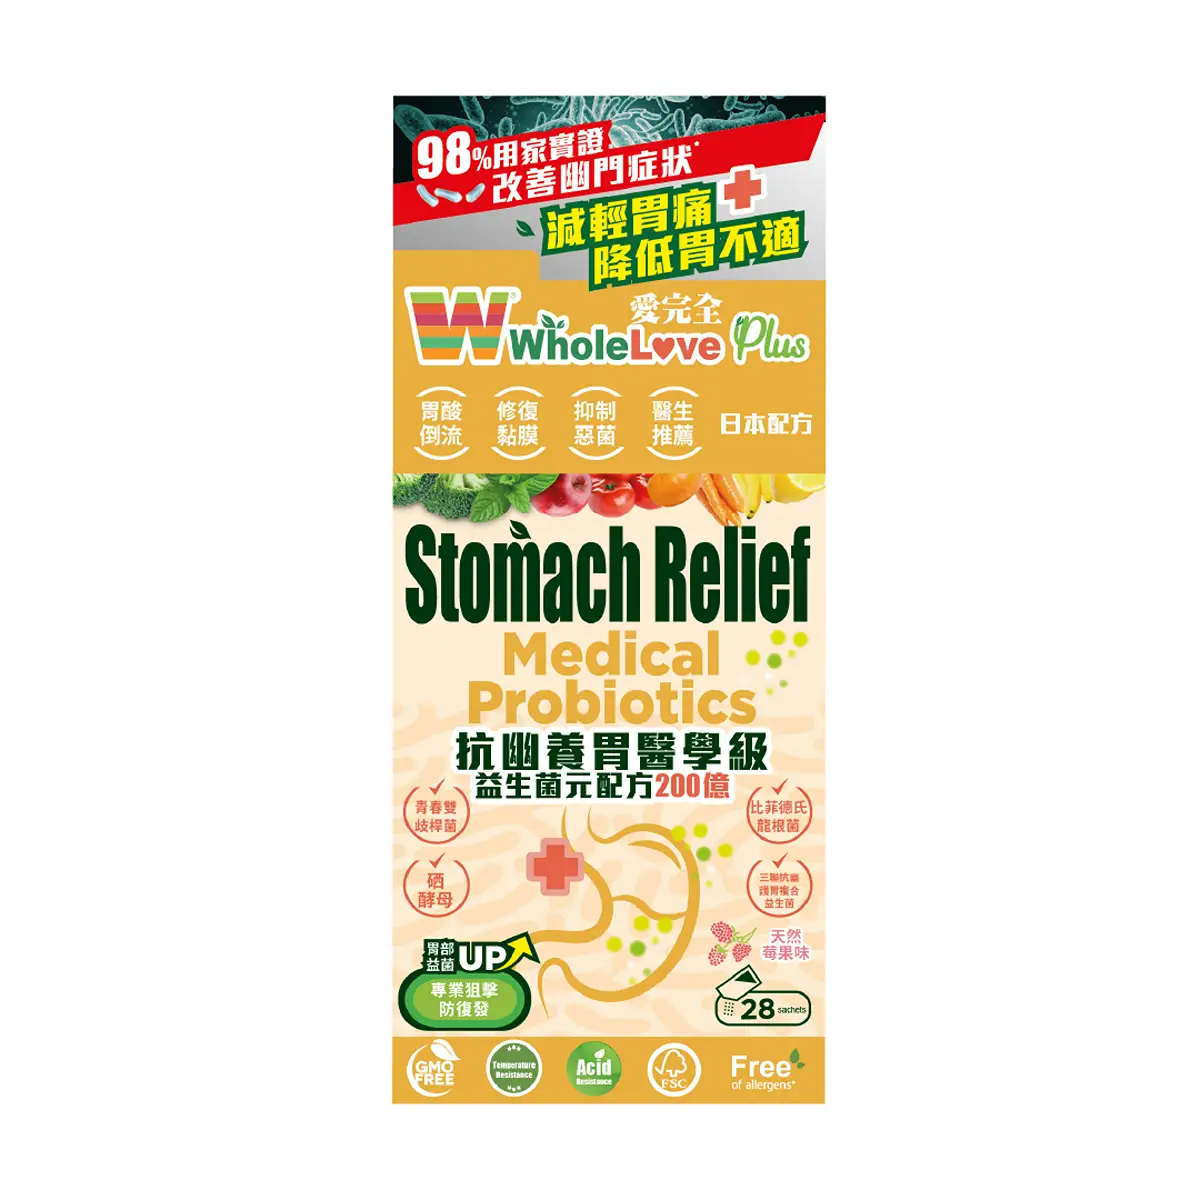 98%用家實證
改善幽門症狀*
減輕胃痛
降低胃不適
W®
愛完全
WholeLove Plus
胃酸
倒流
修復
黏膜
抑制
惡菌
醫生
推薦
日本配方
Stomach Relief
Medical
Probiotics
抗幽養胃醫學級
益生菌元配方200億
青春雙
歧桿菌
比菲德氏
龍根菌
硒
酵母
三聯抗幽
護胃複合
益生菌
天然
莓果味
胃部
益菌
UP
專業狙擊
防復發
28 sachets
GMO
FREE
Temperature
Resistance
Acid
Resistance
FSC
Free
of allergens*